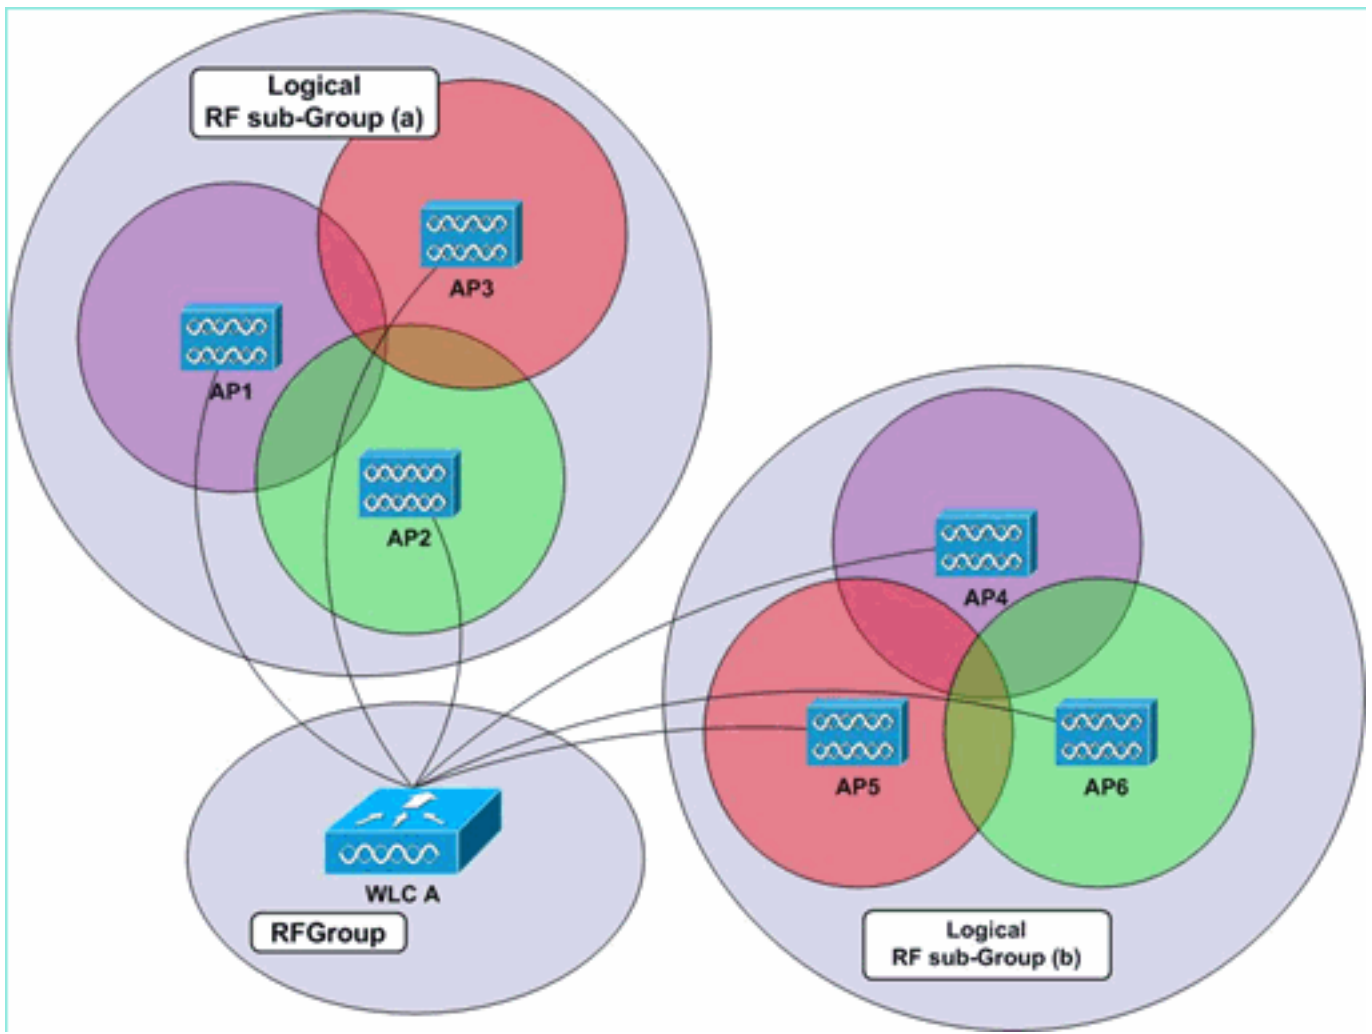 Logical
RF sub-Group (a)
AP3
AP1
AP2
AP4
AP5
AP6
WLC A
RFGroup
Logical
RF sub-Group (b)